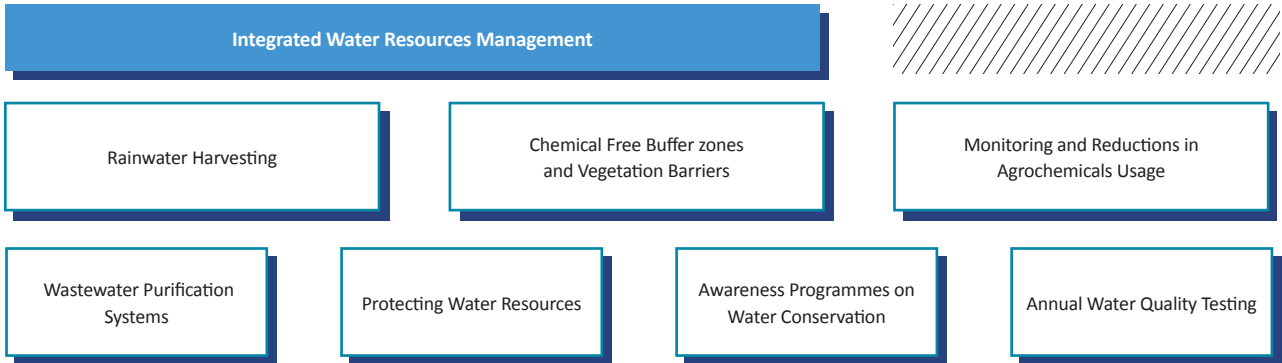 Integrated Water Resources Management
Rainwater Harvesting
Chemical Free Buffer zones
and Vegetation Barriers
Monitoring and Reductions in
Agrochemicals Usage
Wastewater Purification
Systems
Protecting Water Resources
Awareness Programmes on
Water Conservation
Annual Water Quality Testing